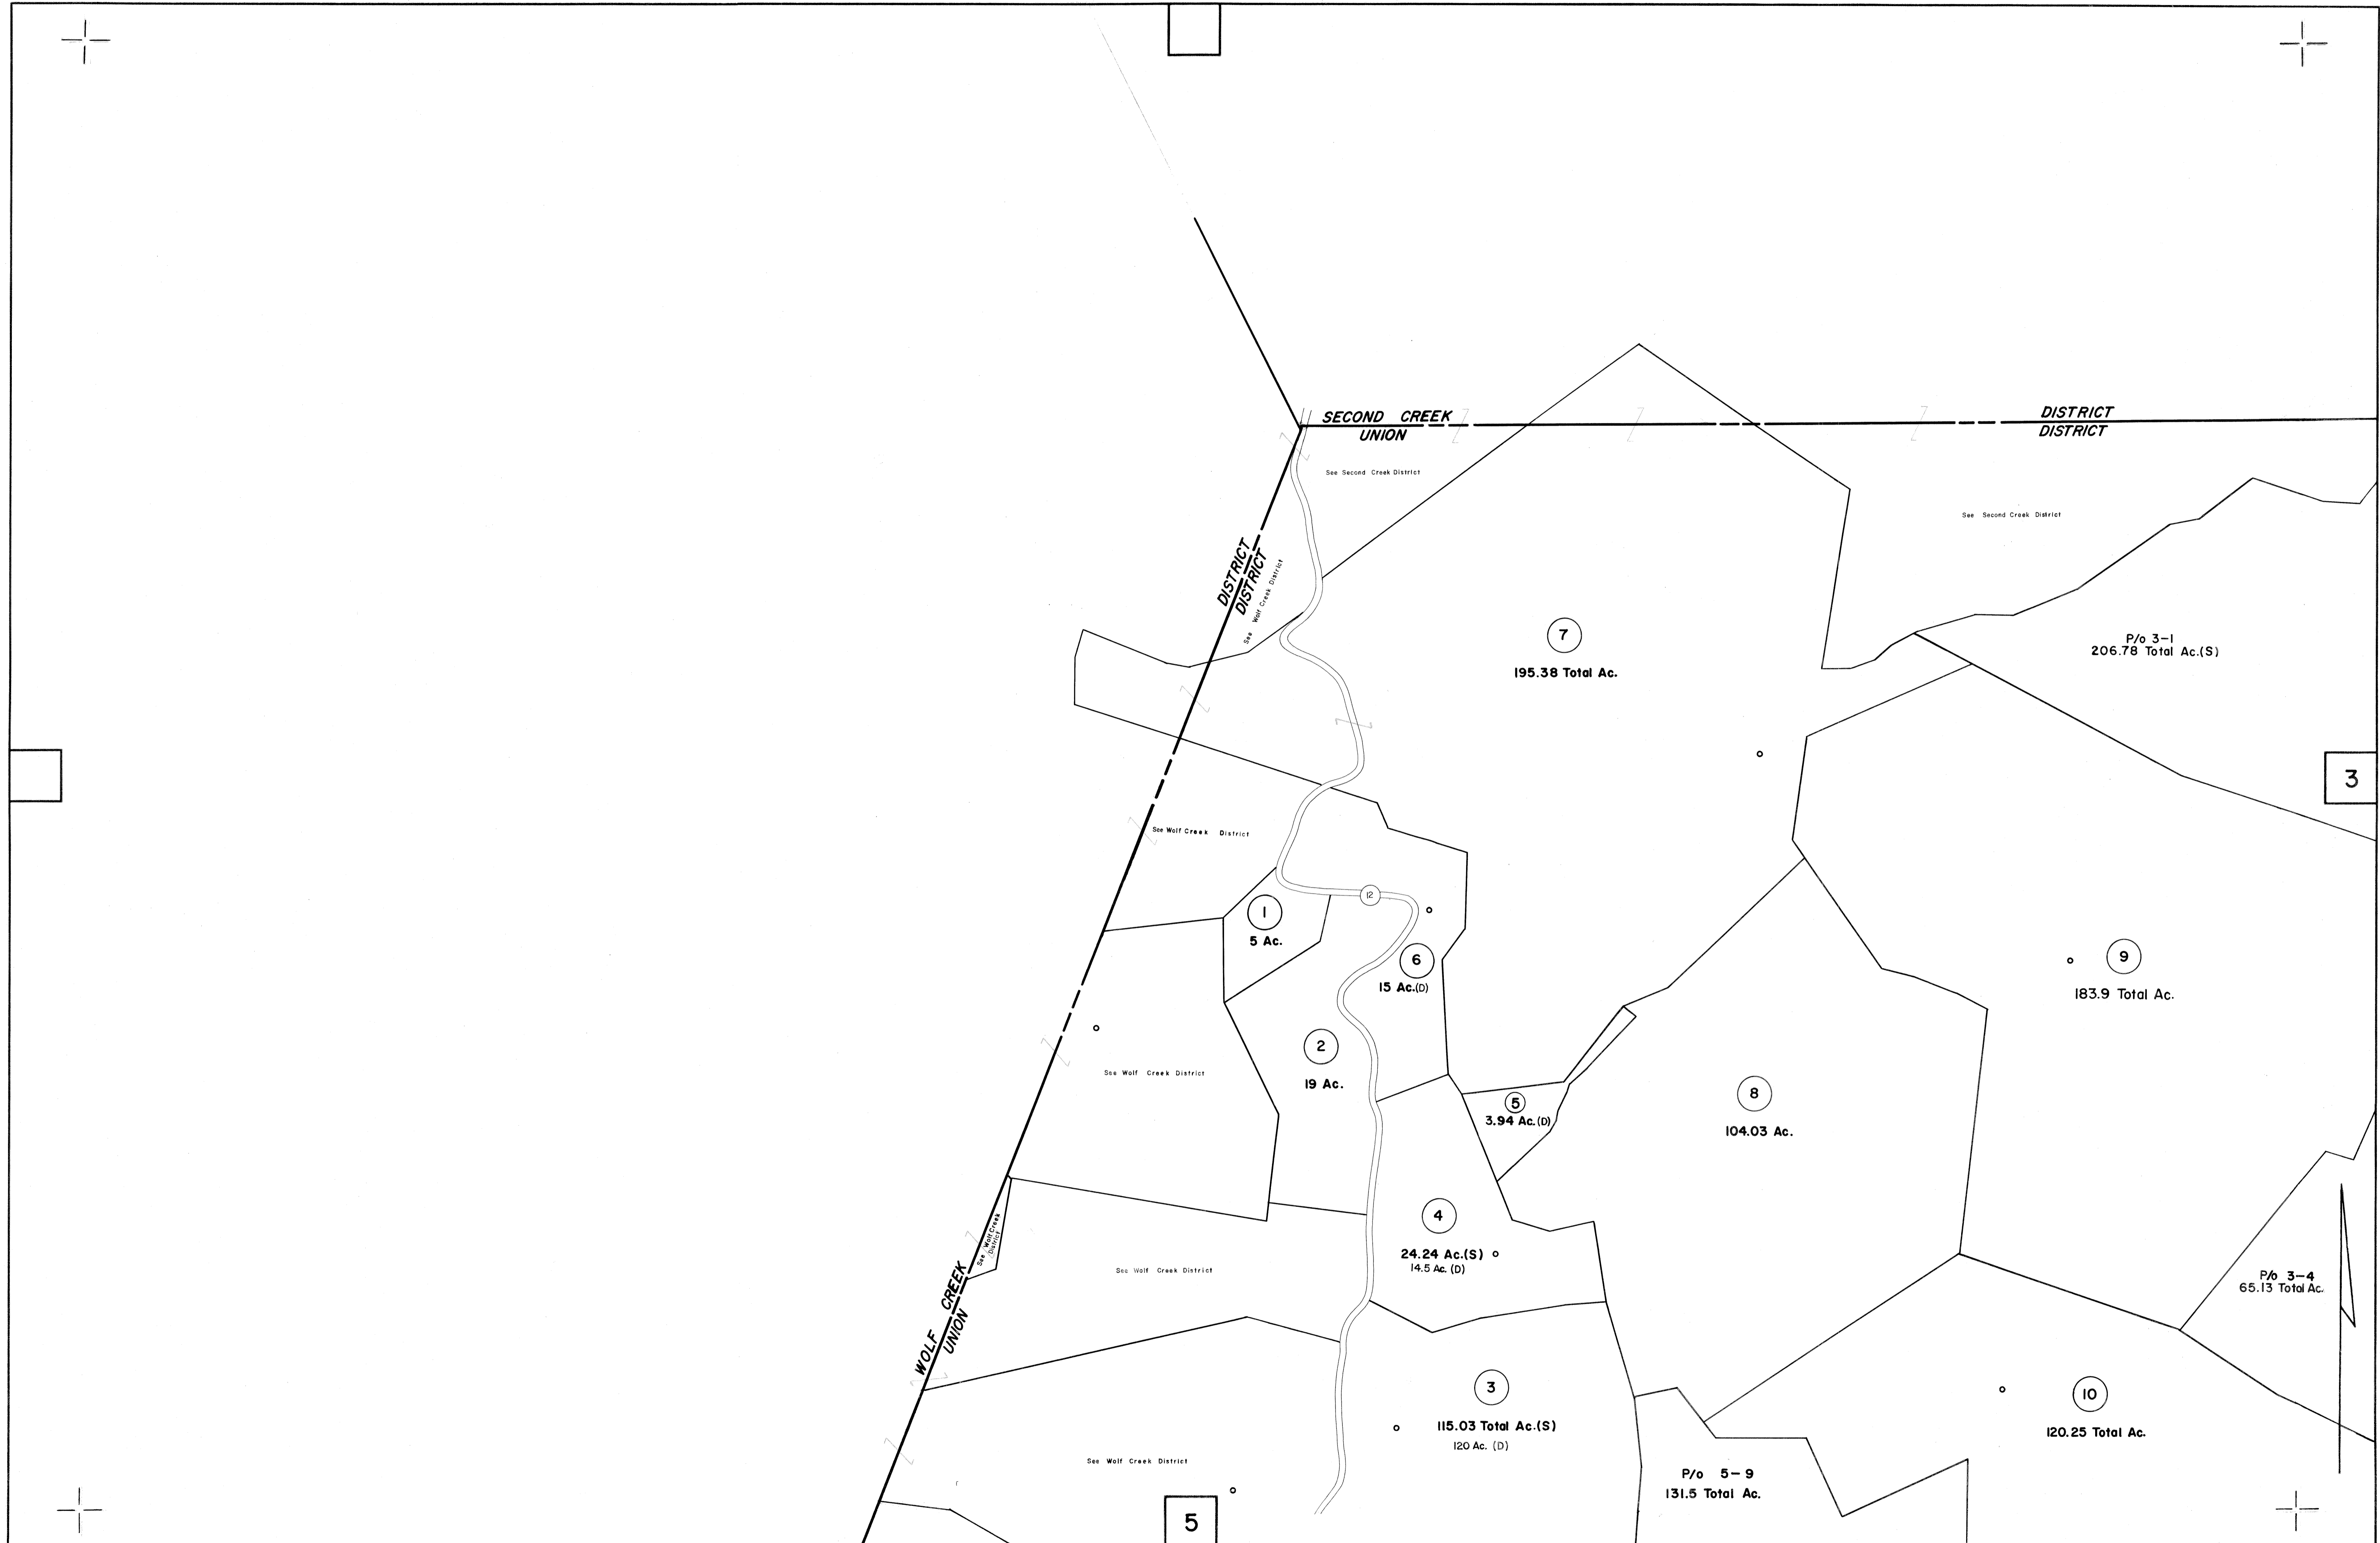 SECOND CREEK
DISTRICT
UNION
DISTRICT
See Second Creek District
See Second Creek District
DISTRICT
DISTRICT
See Wolf Creek District
7
195.38 Total Ac.
P/o 3-1
206.78 Total Ac.(S)
3
See Wolf Creek District
12
1
5 Ac.
6
15 Ac.(D)
9
183.9 Total Ac.
2
19 Ac.
See Wolf Creek District
5
3.94 Ac.(D)
8
104.03 Ac.
4
24.24 Ac.(S)
14.5 Ac. (D)
See Wolf Creek
District
See Wolf Creek District
P/o 3-4
65.13 Total Ac.
WOLF CREEK
UNION
3
115.03 Total Ac.(S)
120 Ac. (D)
10
120.25 Total Ac.
See Wolf Creek District
P/o 5-9
131.5 Total Ac.
5